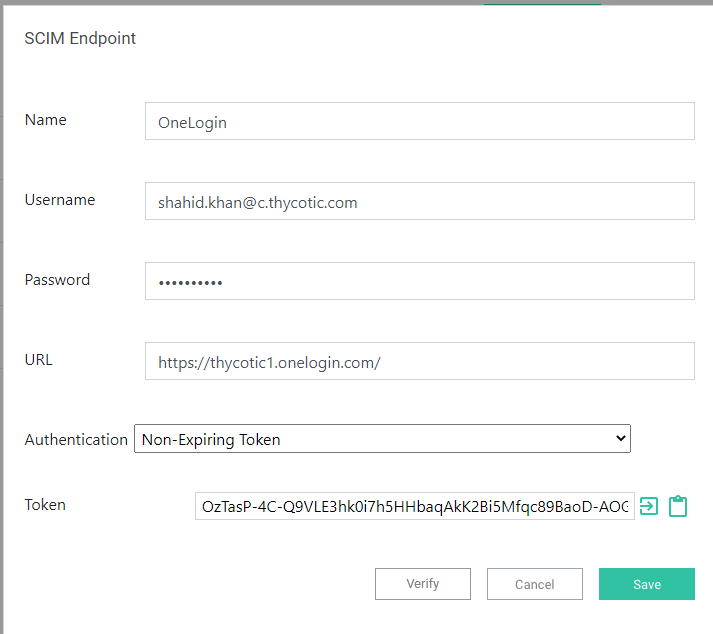 SCIM Endpoint
Name
OneLogin
Username
shahid.khan@c.thycotic.com
Password
••••••••••
URL
https://thycotic1.onelogin.com/
Authentication
Non-Expiring Token
Token
OzTasP-4C-Q9VLE3hk0i7h5HHbaqAkK2Bi5Mfqc89BaoD-AOG
Verify
Cancel
Save